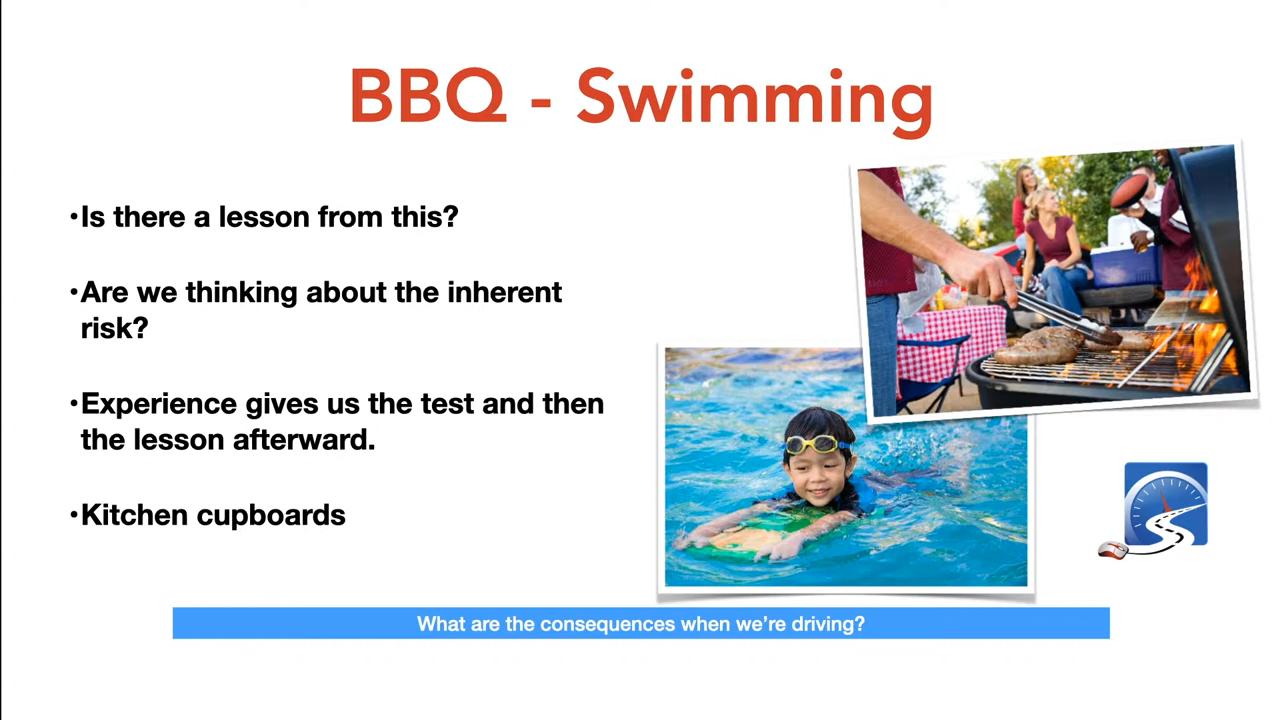 BBQ - Swimming
•Is there a lesson from this?
•Are we thinking about the inherent
risk?
•Experience gives us the test and then
the lesson afterward.
•Kitchen cupboards
What are the consequences when we’re driving?